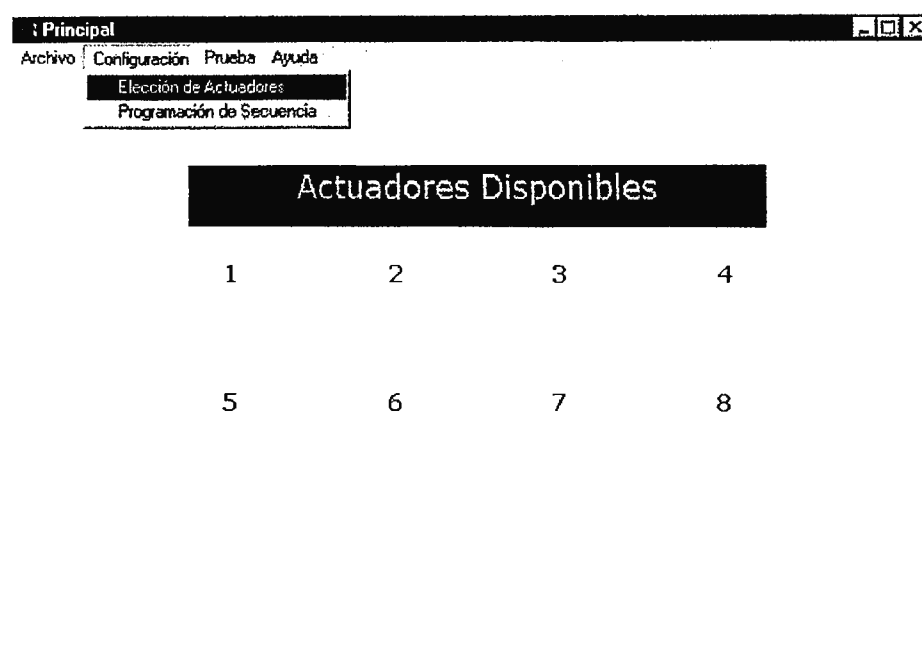 Principal
Archivo Configuración Prueba Ayuda
Elección de Actuadores
Programación de Secuencia
Actuadores Disponibles
1 2 3 4
5 6 7 8